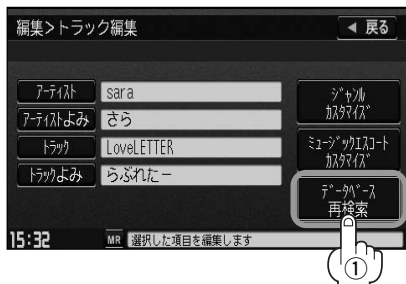 編集>トラック編集
◀ 戻る
アーティスト sara
アーティストよみ さら
トラック LoveLETTER
トラックよみ らぶれたー
ジャンル
カスタマイズ
ミュージックエスコート
カスタマイズ
データベース
再検索
15:32 MR 選択した項目を編集します
①